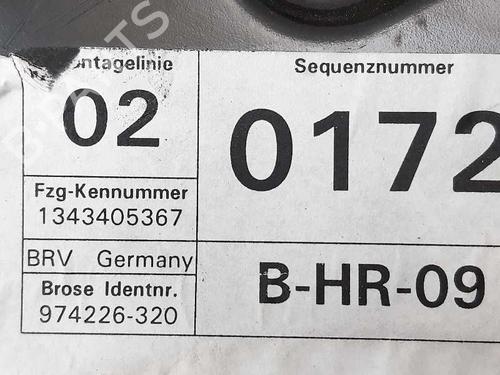 ntagelinie
02
Sequenznummer
0172
Fzg-Kennummer
1343405367
BRV Germany
Brose Identnr.
974226-320
B-HR-09